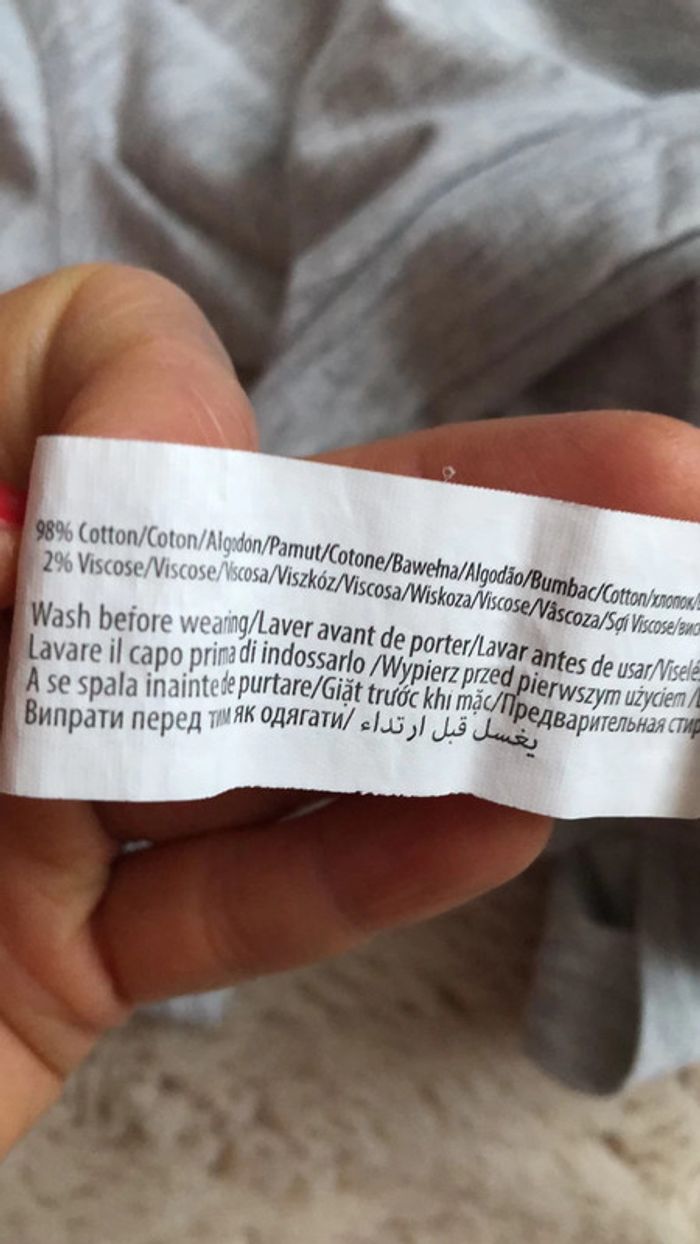 98% Cotton/Coton/Algodon/Pamut/Cotone/Bawełna/Algodão/Bumbac/Cotton/хлопок/
2% Viscose/Viscose/Viscosa/Viszkóz/Viscosa/Wiskoza/Viscose/Vâscoza/Sợi Viscose/вис
Wash before wearing/Laver avant de porter/Lavar antes de usar/Viselé
Lavare il capo prima di indossarlo /Wypierz przed pierwszym użyciem /
A se spala inainte de purtare/Giặt trước khi mặc/Предварительная стир
Випрати перед тим як одягати/ يغسل قبل ارتداء